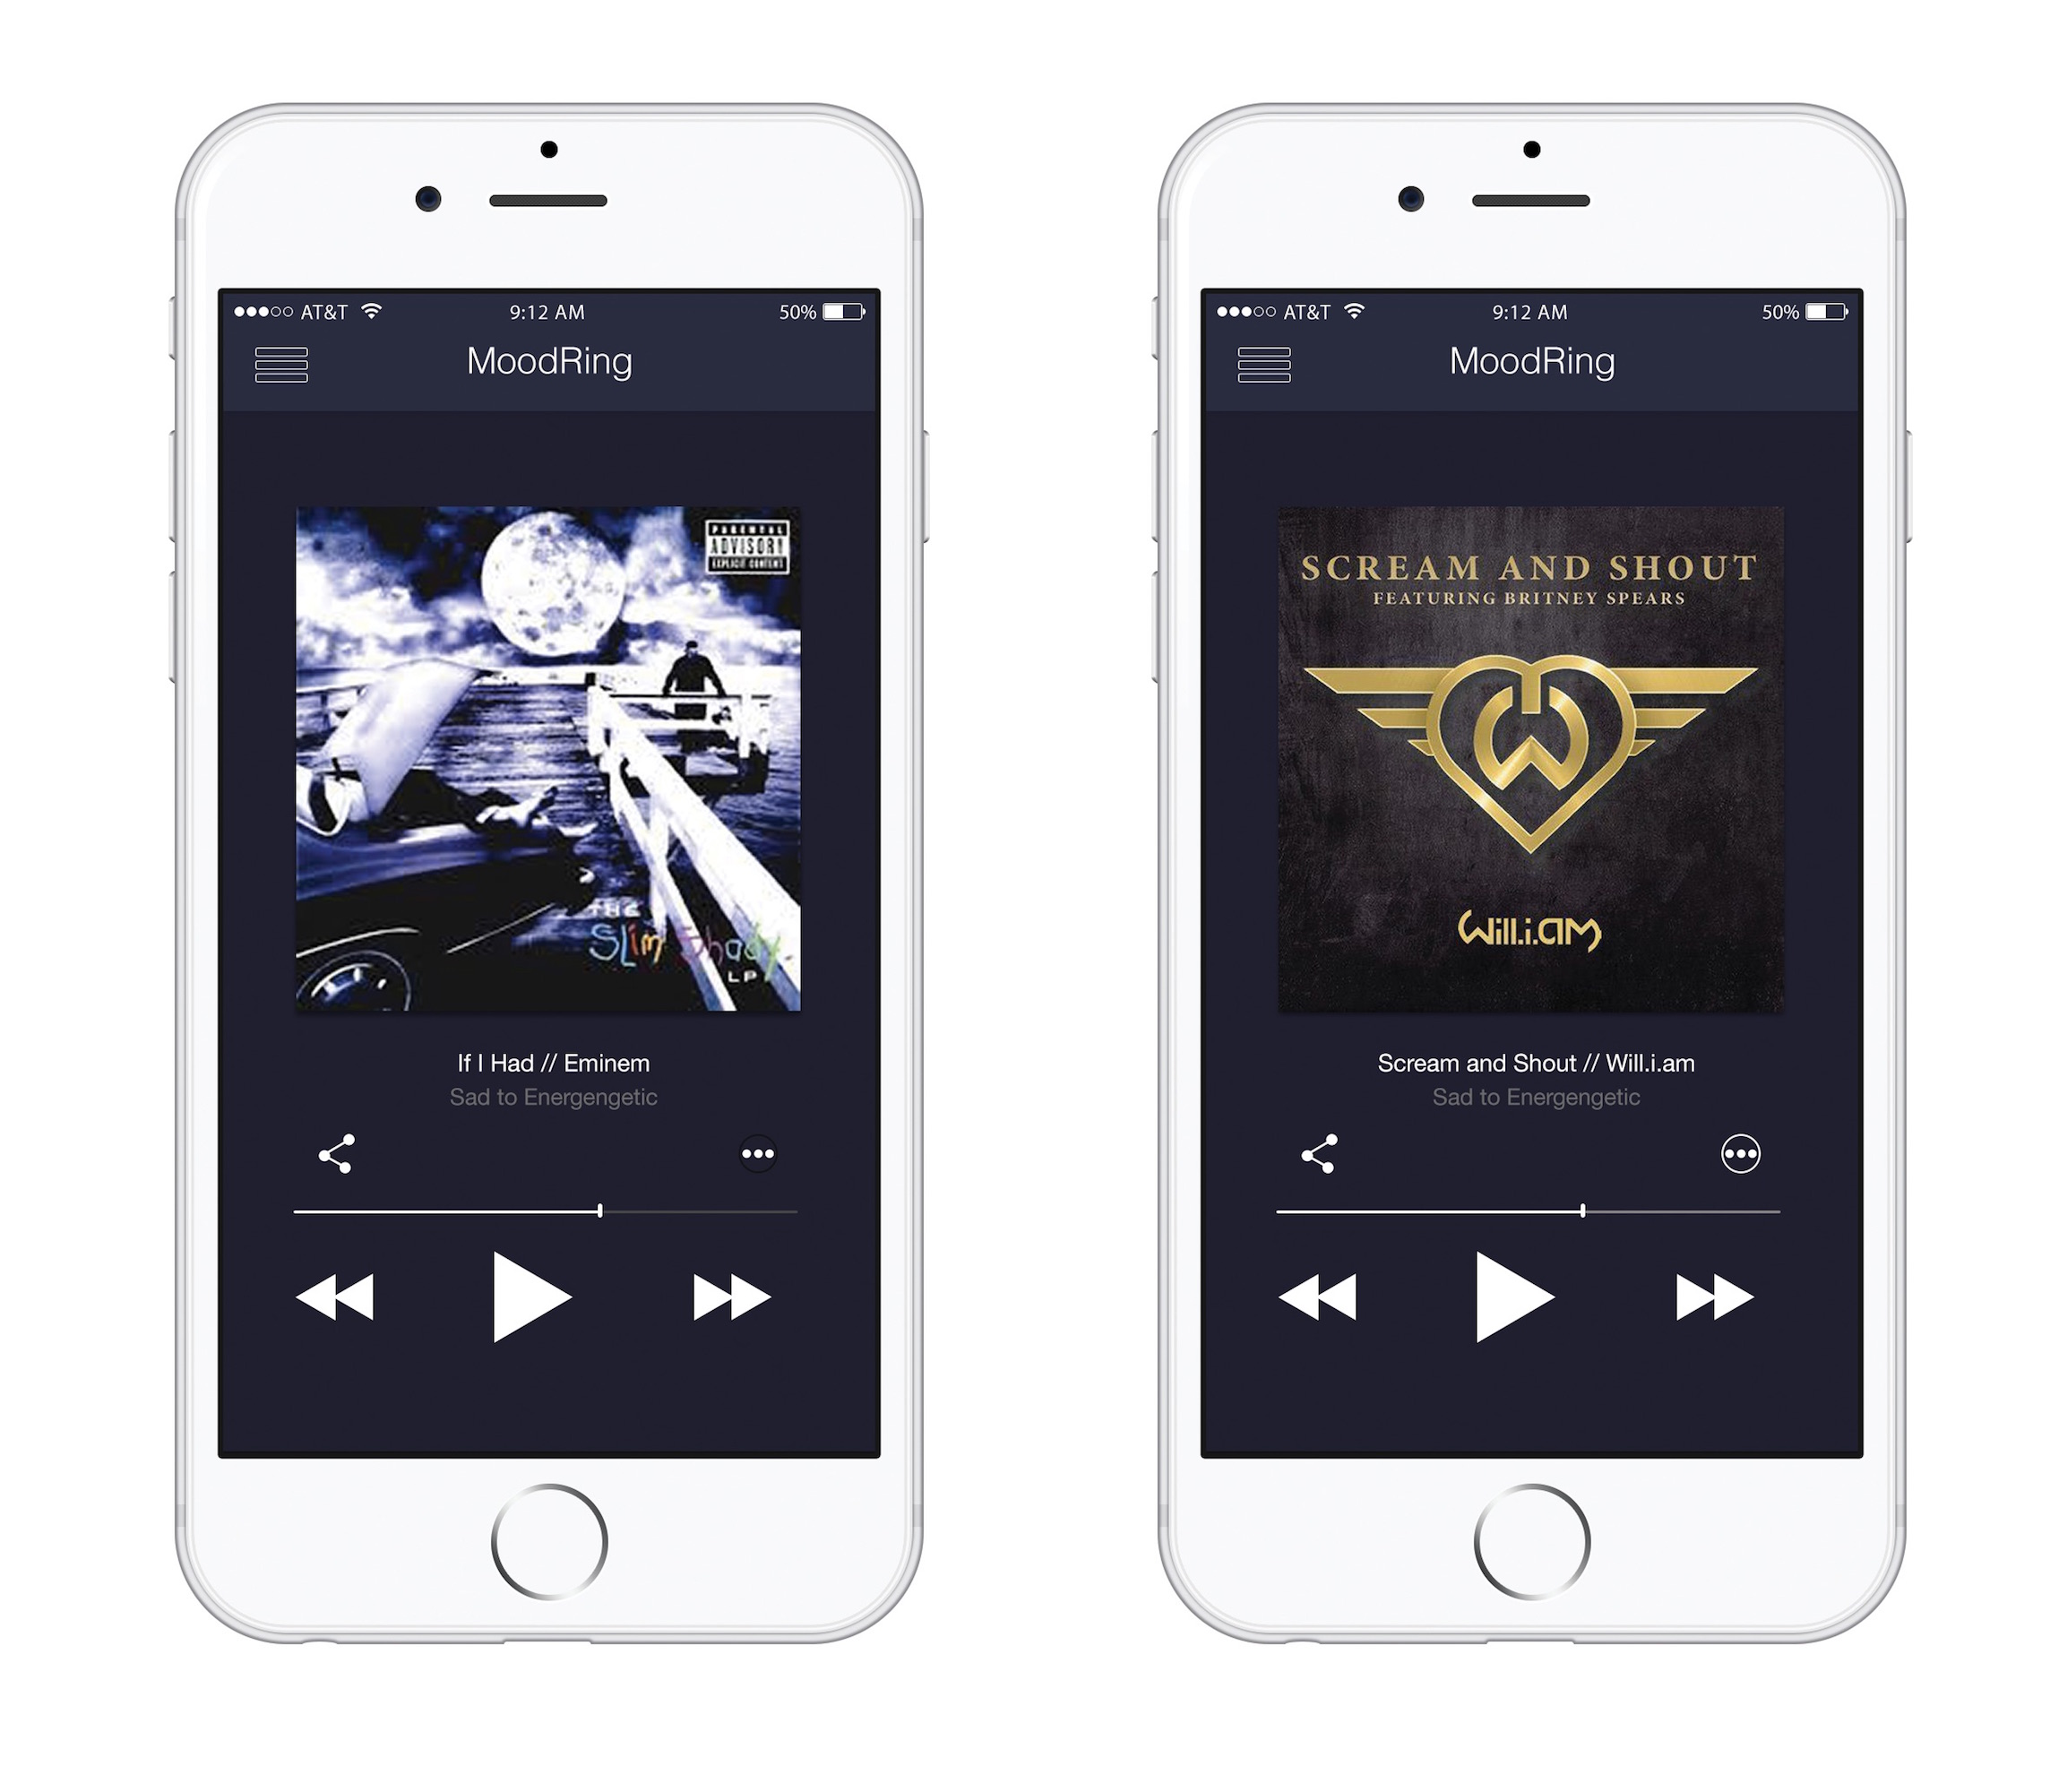 AT&T 9:12 AM 50%
MoodRing
PARENTAL
ADVISORY
EXPLICIT CONTENT
THE
SLim Shady
LP
If I Had // Eminem
Sad to Energengetic
AT&T 9:12 AM 50%
MoodRing
SCREAM AND SHOUT
FEATURING BRITNEY SPEARS
will.i.am
Scream and Shout // Will.i.am
Sad to Energengetic